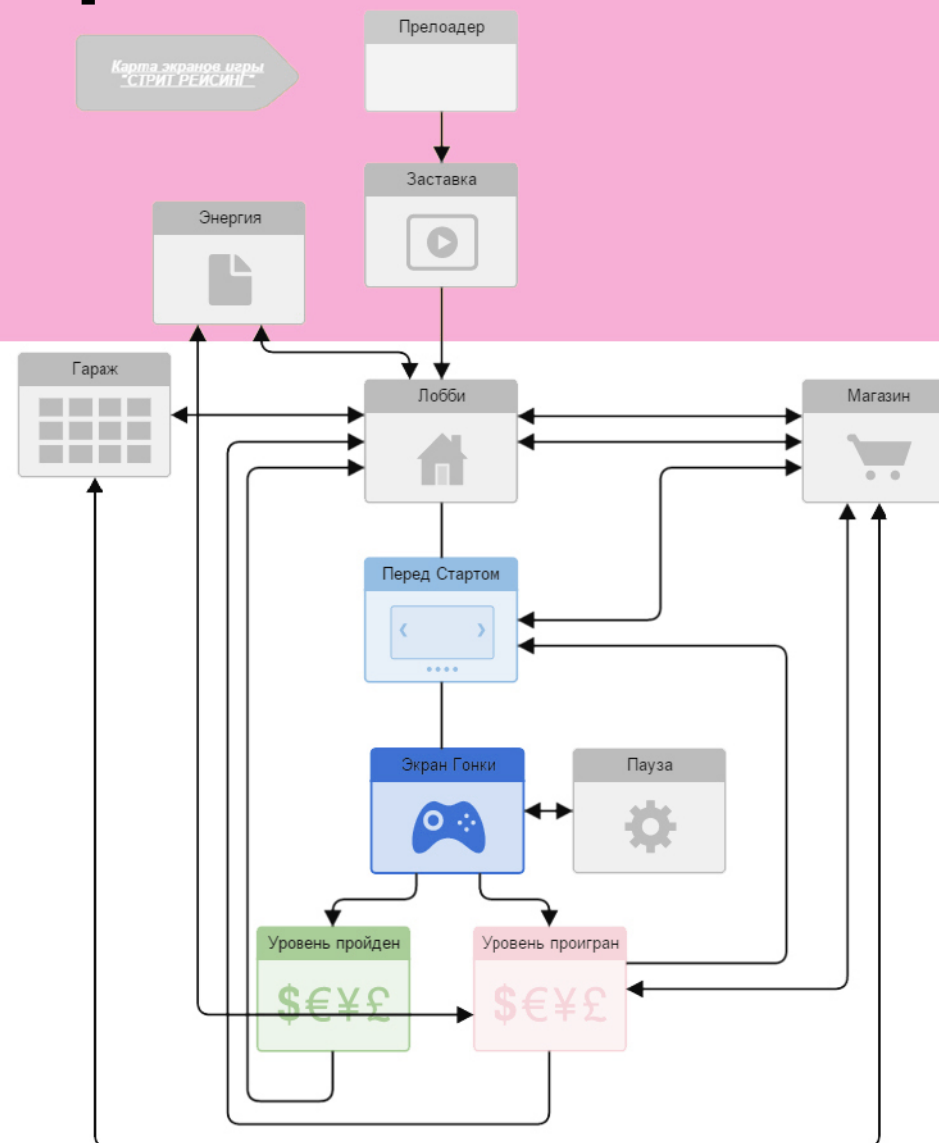 Прелоадер
Карта экранов игры
"СТРИТ РЕЙСИНГ"
Заставка
Энергия
Гараж
Лобби
Магазин
Перед Стартом
Экран Гонки
Пауза
Уровень пройден
Уровень проигран
$€¥£
$€¥£